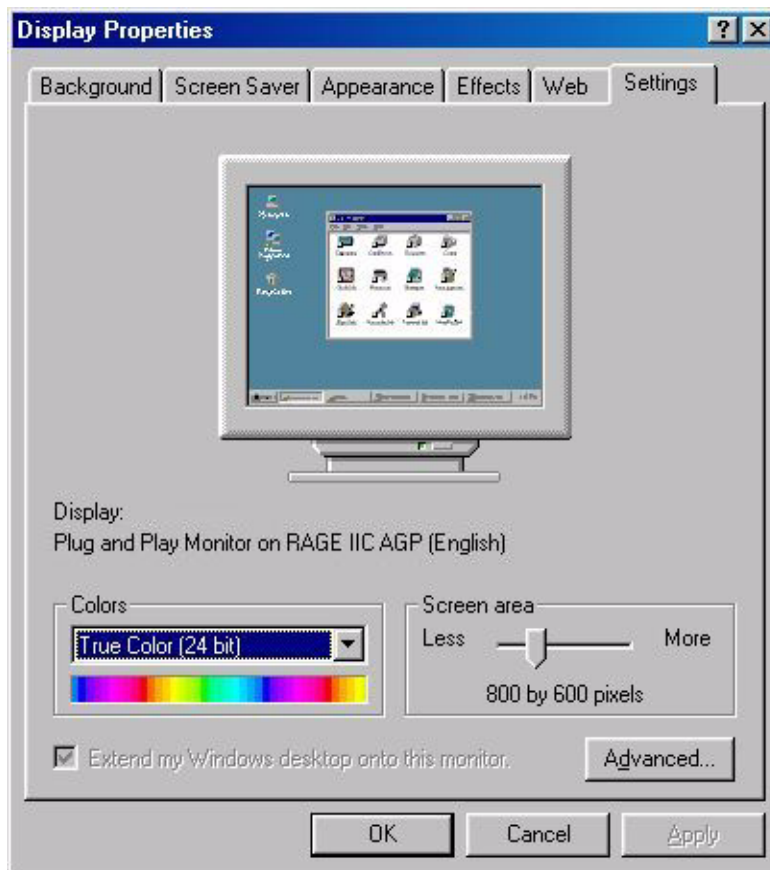 Display Properties
Background Screen Saver Appearance Effects Web Settings
Display:
Plug and Play Monitor on RAGE IIC AGP (English)
Colors
True Color (24 bit)
Screen area
Less More
800 by 600 pixels
Extend my Windows desktop onto this monitor.
Advanced...
OK Cancel Apply